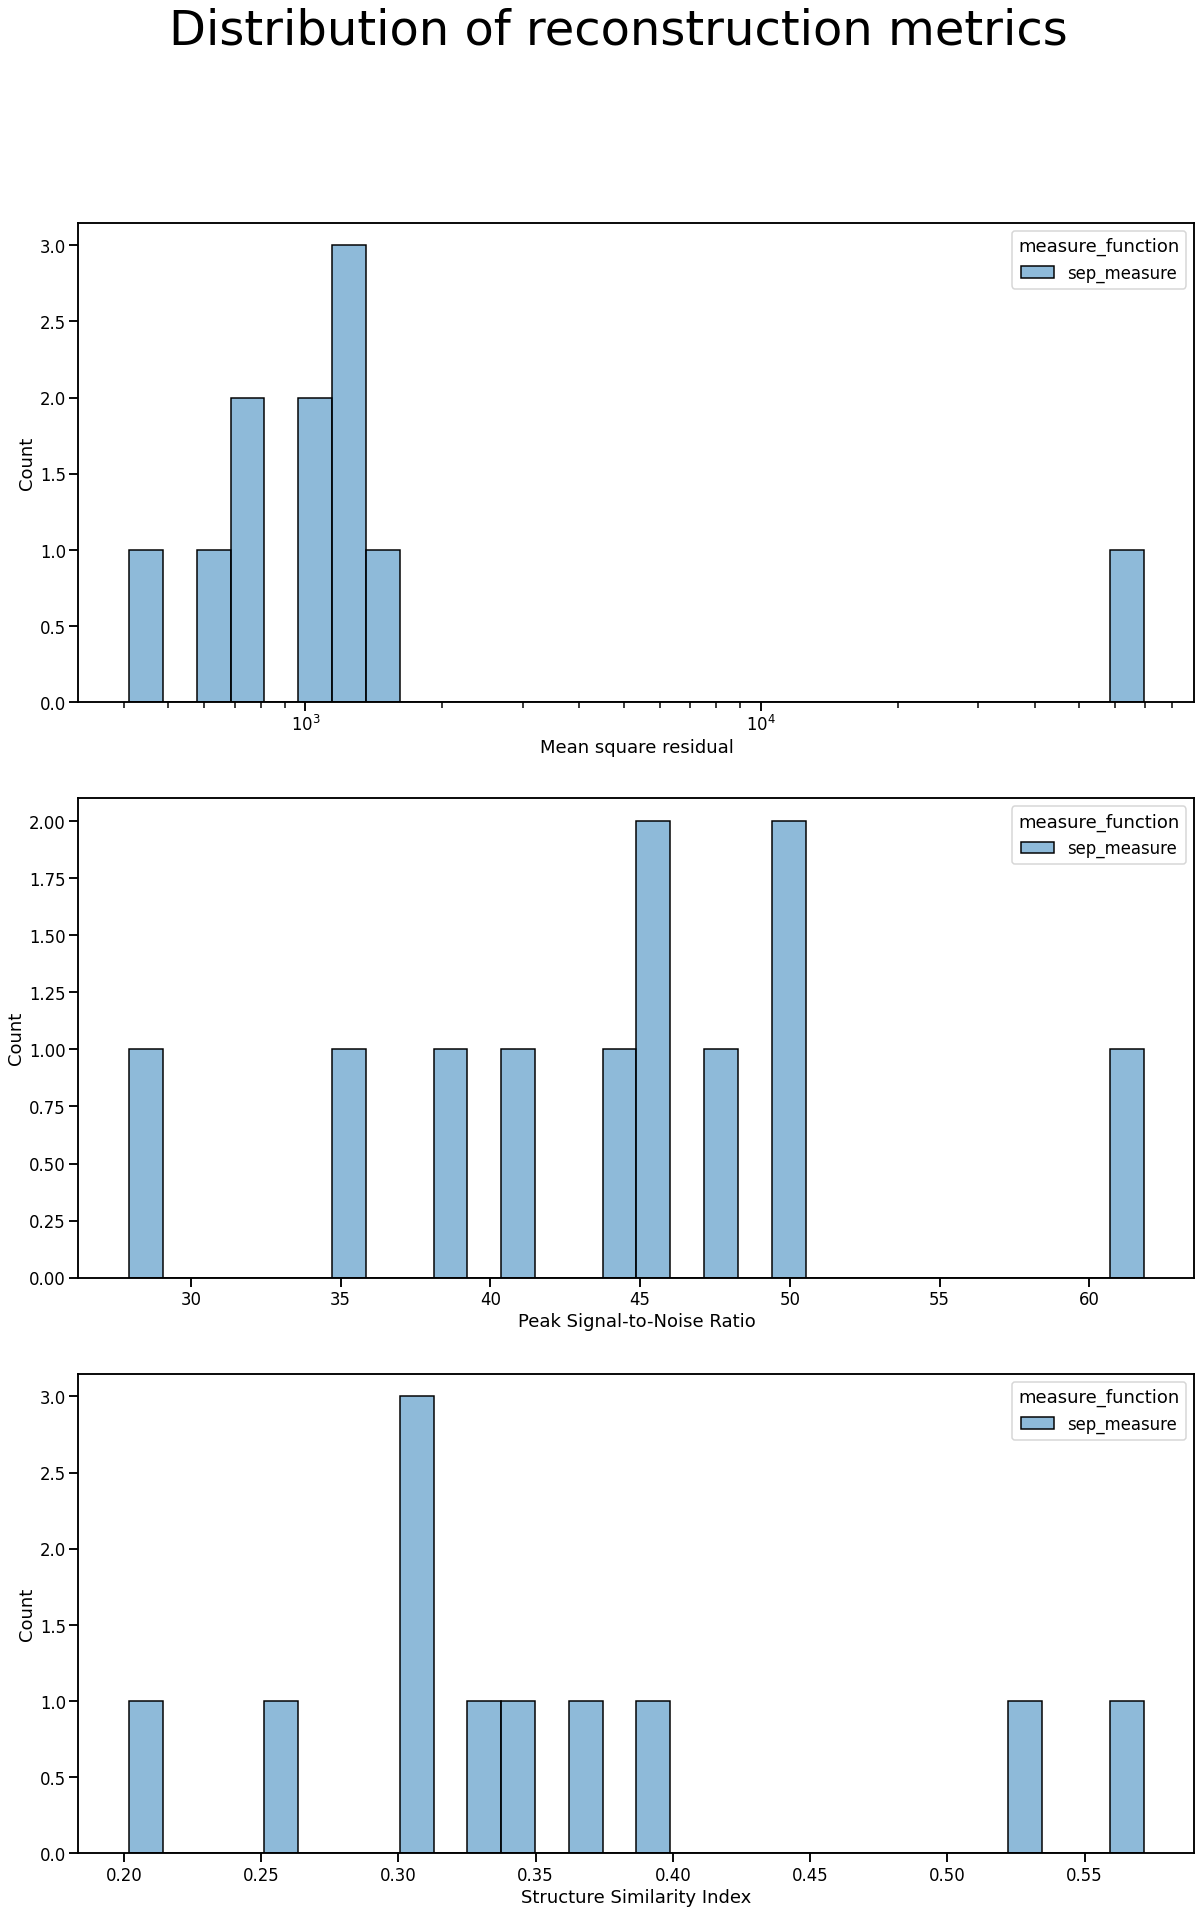 Distribution of reconstruction metrics
measure_function
sep_measure
3.0
2.5
2.0
1.5
1.0
0.5
0.0
Count
10³ 10⁴
Mean square residual
measure_function
sep_measure
2.00
1.75
1.50
1.25
1.00
0.75
0.50
0.25
0.00
Count
30 35 40 45 50 55 60
Peak Signal-to-Noise Ratio
measure_function
sep_measure
3.0
2.5
2.0
1.5
1.0
0.5
0.0
Count
0.20 0.25 0.30 0.35 0.40 0.45 0.50 0.55
Structure Similarity Index